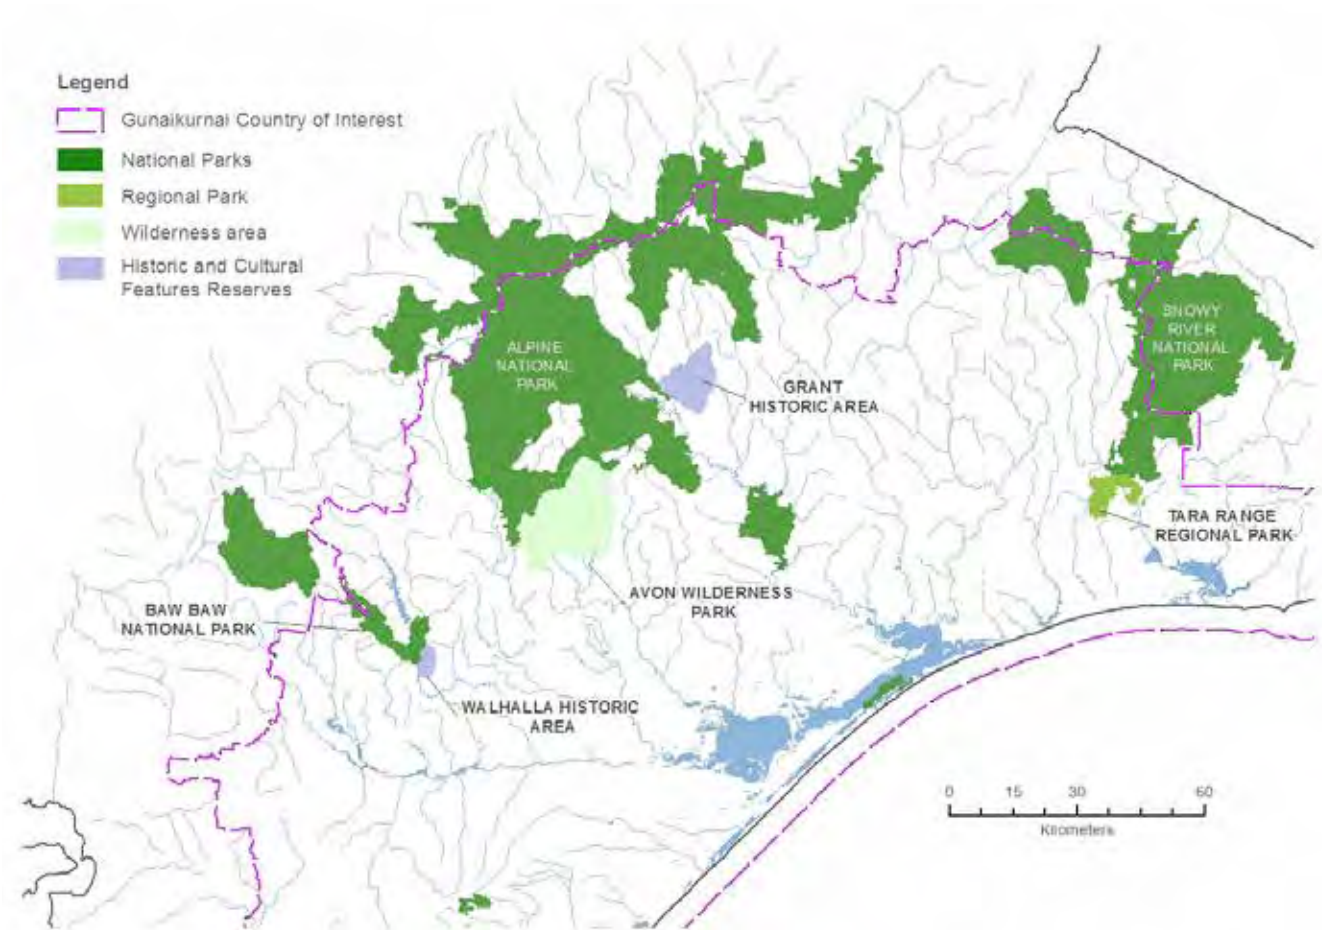 Legend
Gunaikurnai Country of Interest
National Parks
Regional Park
Wilderness area
Historic and Cultural
Features Reserves
ALPINE
NATIONAL
PARK
SNOWY
RIVER
NATIONAL
PARK
GRANT
HISTORIC AREA
TARA RANGE
REGIONAL PARK
AVON WILDERNESS
PARK
BAW BAW
NATIONAL PARK
WALHALLA HISTORIC
AREA
0 15 30 60
Kilometers